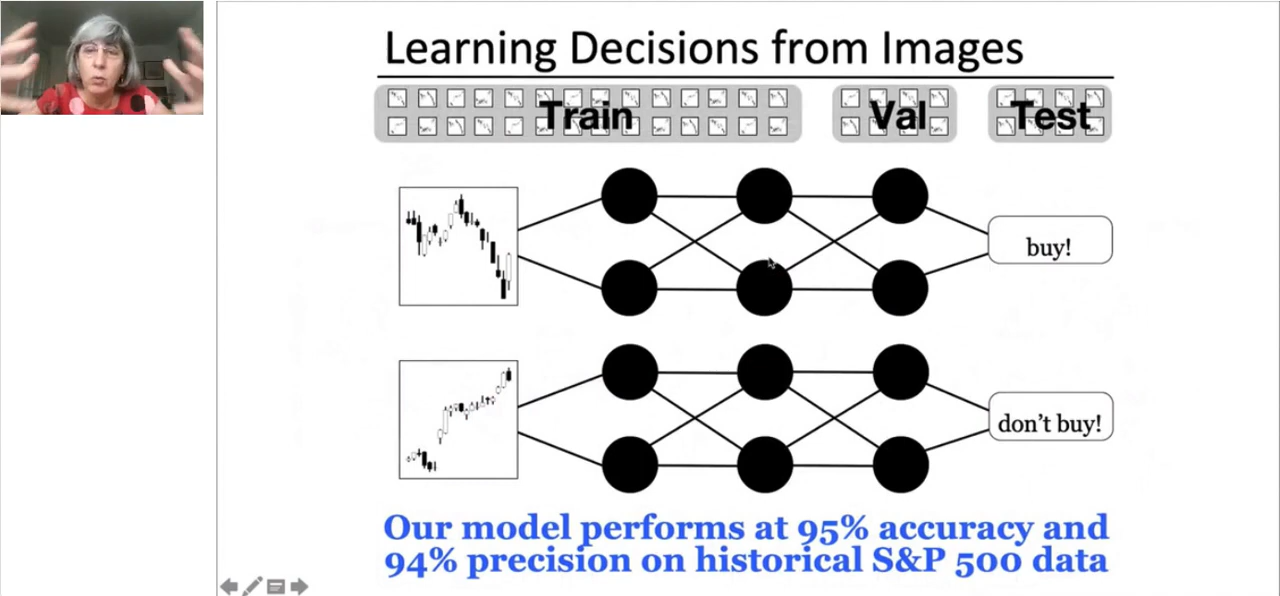 Learning Decisions from Images
Train
Val
Test
buy!
don't buy!
Our model performs at 95% accuracy and
94% precision on historical S&P 500 data